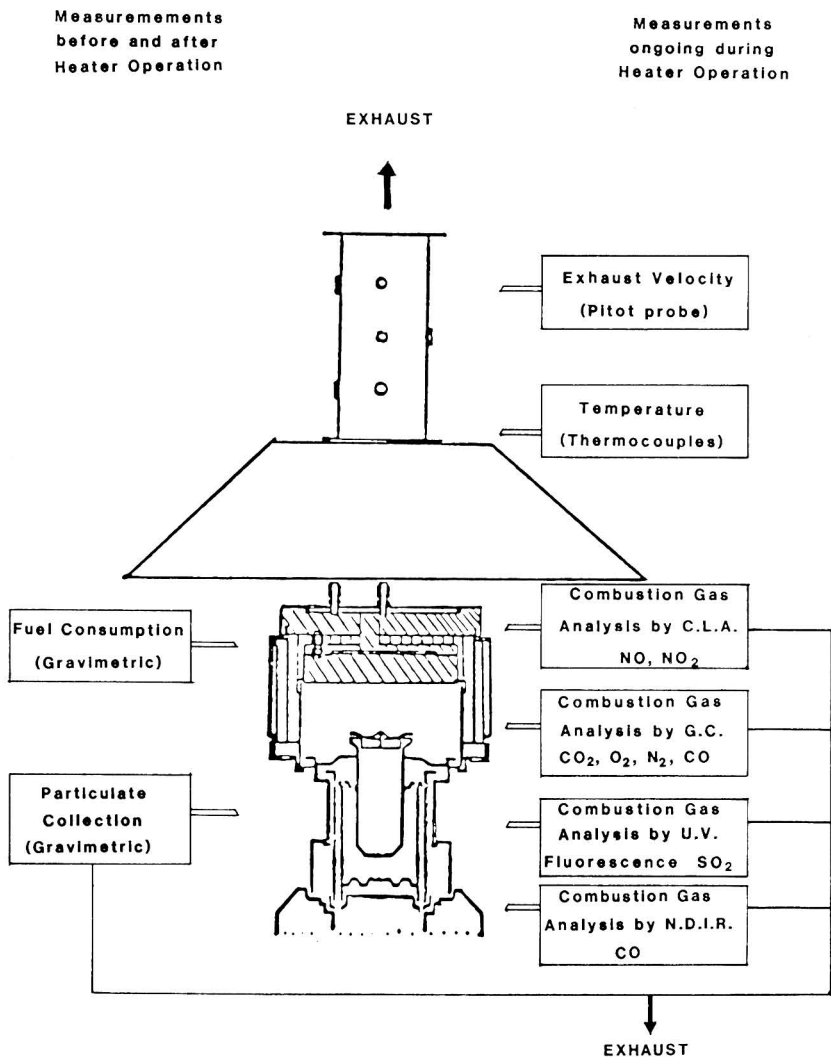 Measuremements
before and after
Heater Operation
Measurements
ongoing during
Heater Operation
EXHAUST
Exhaust Velocity
(Pitot probe)
Temperature
(Thermocouples)
Fuel Consumption
(Gravimetric)
Combustion Gas
Analysis by C.L.A.
NO, NO₂
Combustion Gas
Analysis by G.C.
CO₂, O₂, N₂, CO
Particulate
Collection
(Gravimetric)
Combustion Gas
Analysis by U.V.
Fluorescence SO₂
Combustion Gas
Analysis by N.D.I.R.
CO
EXHAUST